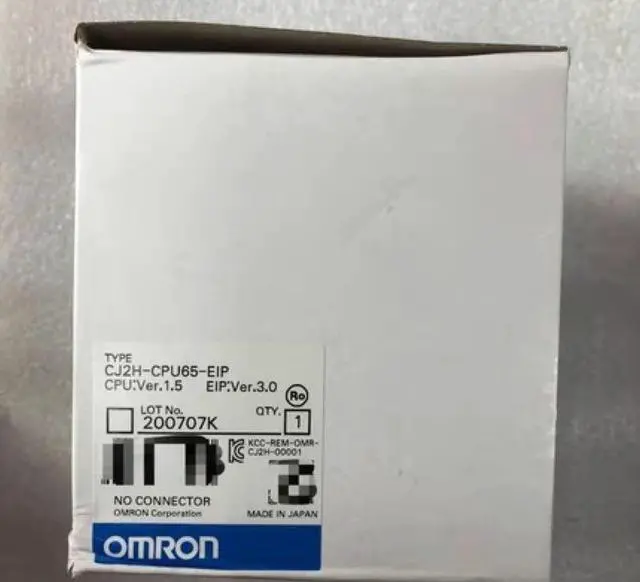 TYPE
CJ2H-CPU65-EIP
CPU:Ver.1.5 EIP:Ver.3.0
Ro
LOT No. QTY.
200707K 1
KCC-REM-OMR-
CJ2H-00001
NO CONNECTOR
OMRON Corporation MADE IN JAPAN
OMRON